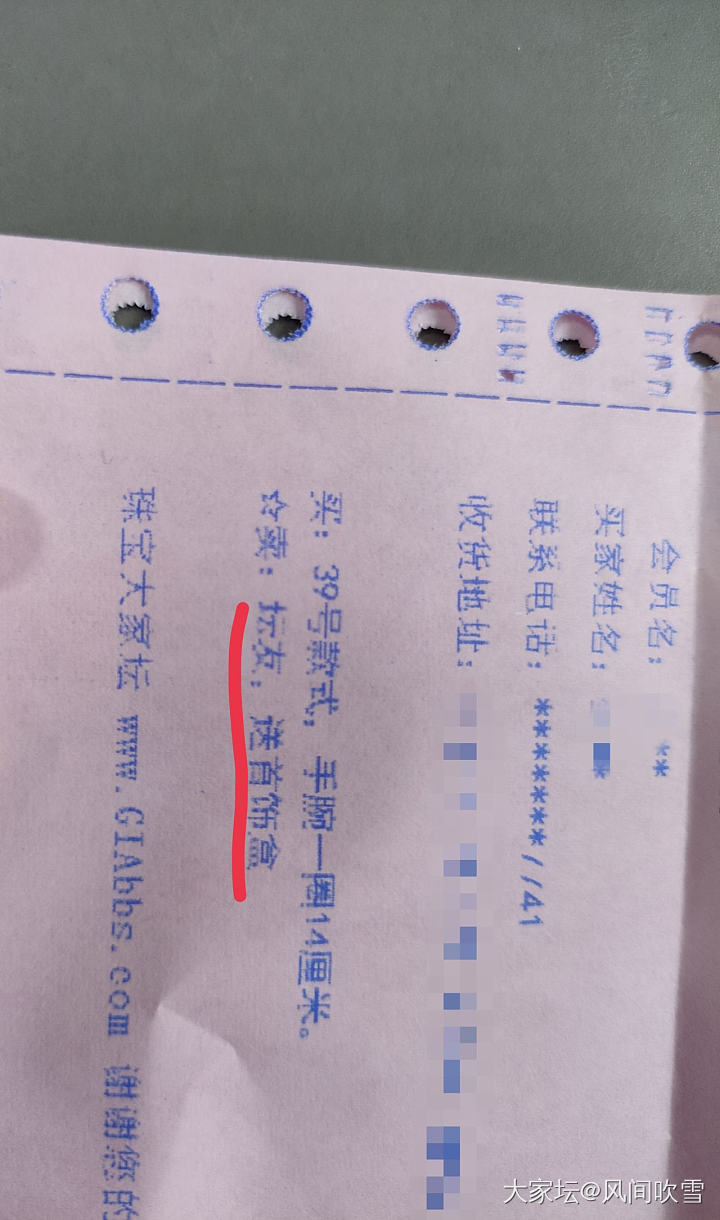 会员名： **
买家姓名： *
联系电话：*******//41
收货地址：
买：39号款式，手腕一圈14厘米。
令卖：坛友，送首饰盒
珠宝大家坛 www.GIAbbs.com 谢谢您的
大家坛@风间吹雪